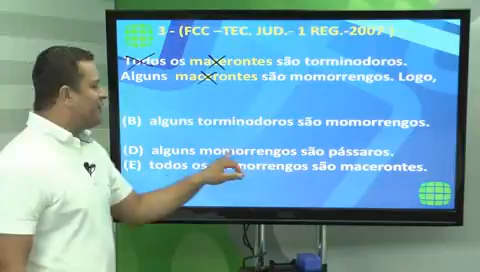 3 - (FCC –TEC. JUD.- 1 REG.-2007 )
Todos os macerontes são torminodoros.
Alguns macerontes são momorrengos. Logo,
(B) alguns torminodoros são momorrengos.
(D) alguns momorrengos são pássaros.
(E) todos os momorrengos são macerontes.